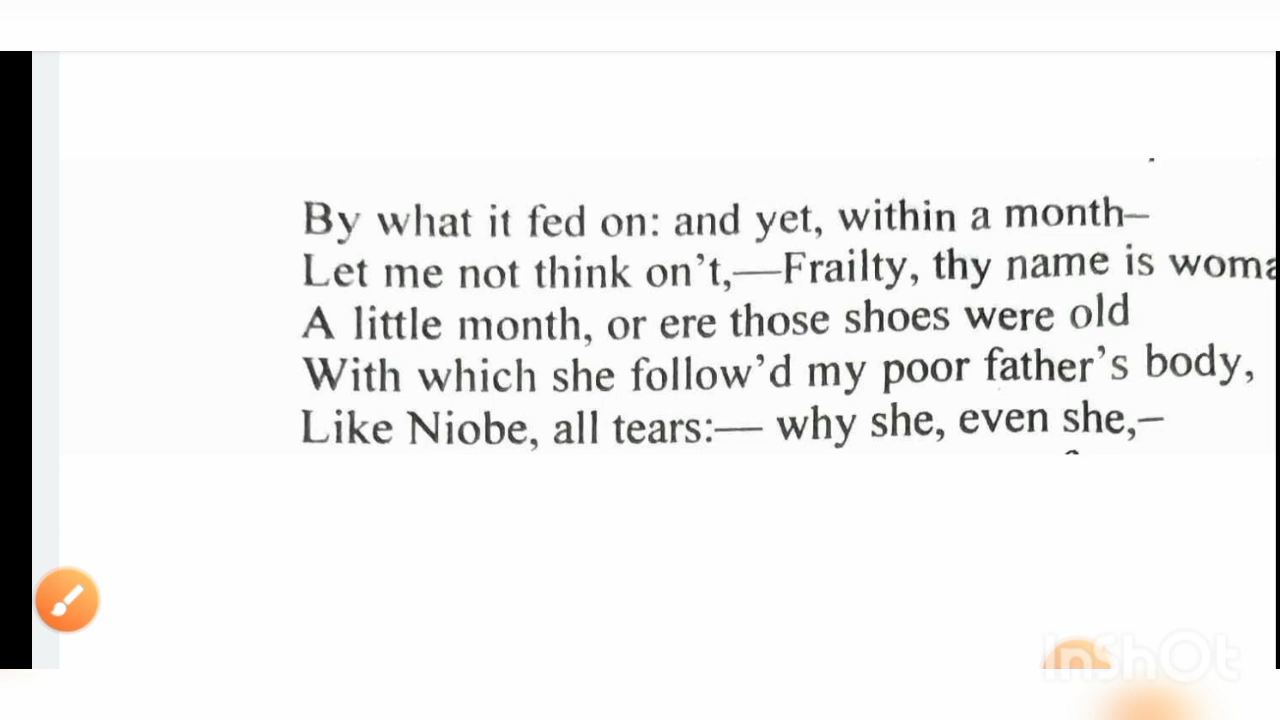 By what it fed on: and yet, within a month–
Let me not think on't,—Frailty, thy name is woma
A little month, or ere those shoes were old
With which she follow'd my poor father's body,
Like Niobe, all tears:— why she, even she,–
InShOt